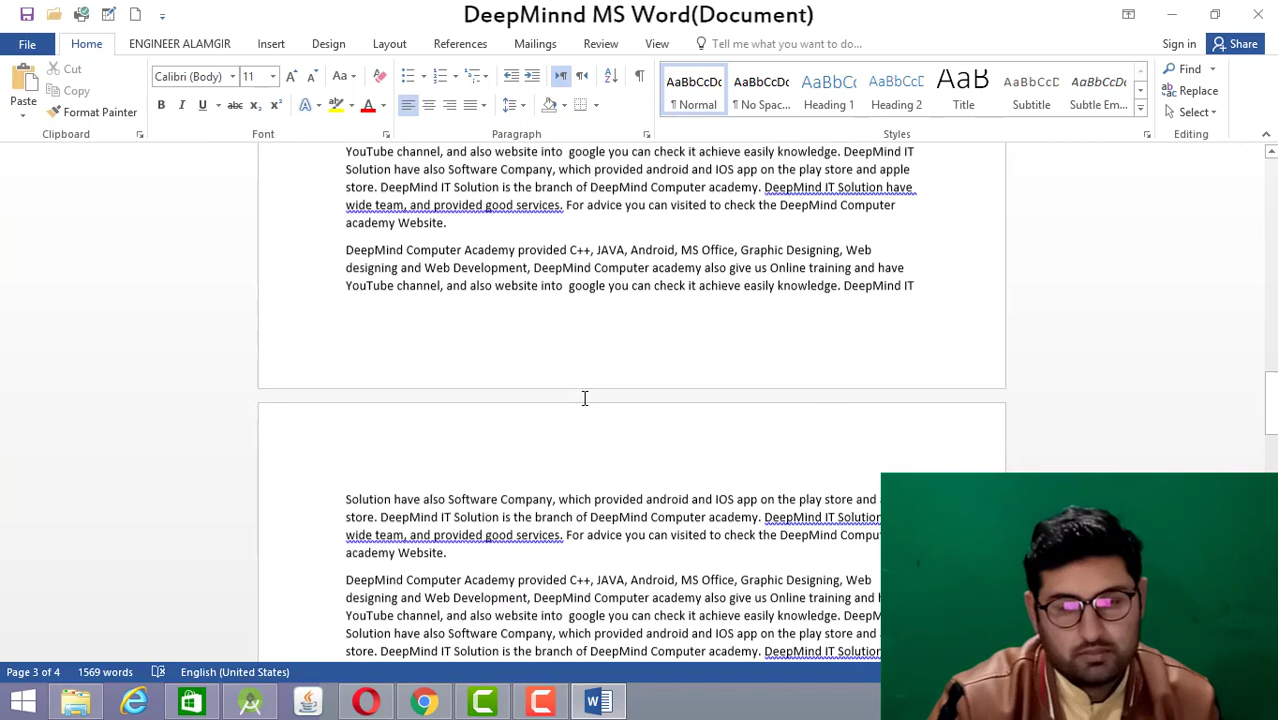 DeepMinnd MS Word(Document)
File Home ENGINEER ALAMGIR Insert Design Layout References Mailings Review View Tell me what you want to do... Sign in Share
Paste Cut Copy Format Painter
Calibri (Body) 11
AaBbCcDc AaBbCcDc AaBbCc AaBbCcD AaB AaBbCcD AaBbCcDc
¶ Normal ¶ No Spac... Heading 1 Heading 2 Title Subtitle Subtle Em...
Find
Replace
Select
Clipboard Font Paragraph Styles Editing
YouTube channel, and also website into  google you can check it achieve easily knowledge. DeepMind IT
Solution have also Software Company, which provided android and IOS app on the play store and apple
store. DeepMind IT Solution is the branch of DeepMind Computer academy. DeepMind IT Solution have
wide team, and provided good services. For advice you can visited to check the DeepMind Computer
academy Website.
DeepMind Computer Academy provided C++, JAVA, Android, MS Office, Graphic Designing, Web
designing and Web Development, DeepMind Computer academy also give us Online training and have
YouTube channel, and also website into  google you can check it achieve easily knowledge. DeepMind IT
Solution have also Software Company, which provided android and IOS app on the play store and
store. DeepMind IT Solution is the branch of DeepMind Computer academy. DeepMind IT Solution
wide team, and provided good services. For advice you can visited to check the DeepMind
academy Website.
DeepMind Computer Academy provided C++, JAVA, Android, MS Office, Graphic Designing, Web
designing and Web Development, DeepMind Computer academy also give us Online training and
YouTube channel, and also website into  google you can check it achieve easily knowledge.
Solution have also Software Company, which provided android and IOS app on the play store and
store. DeepMind IT Solution is the branch of DeepMind Computer academy. DeepMind IT Solution
Page 3 of 4 1569 words English (United States)